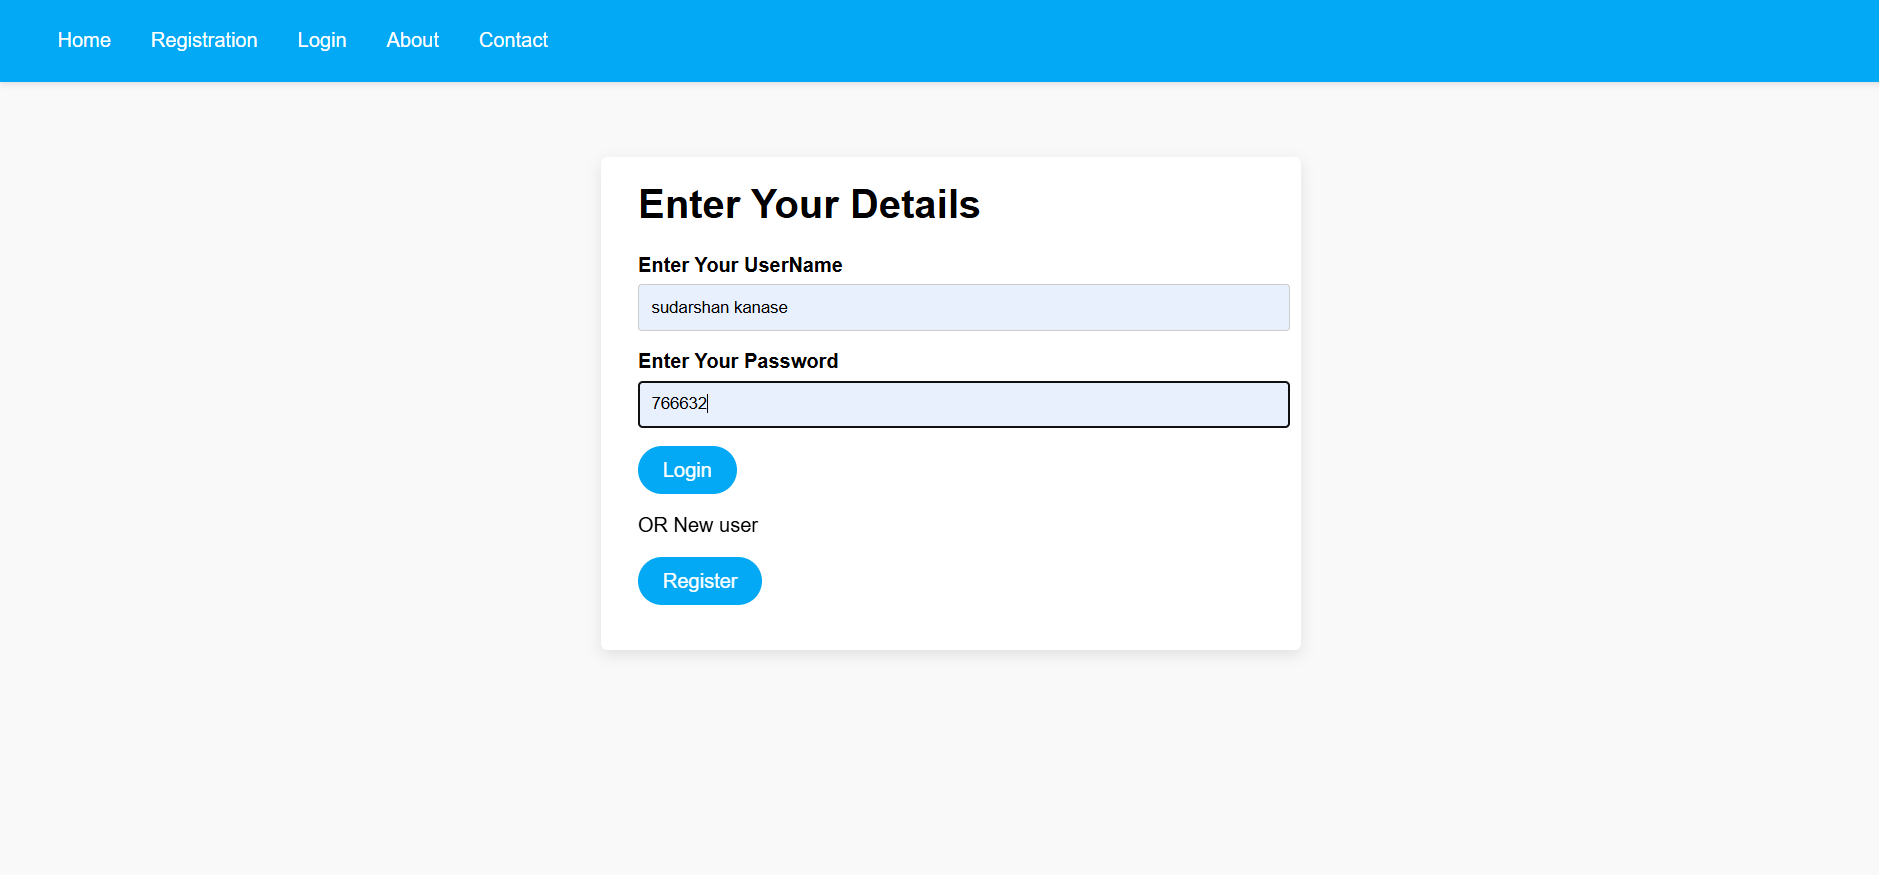 Home Registration Login About Contact
Enter Your Details
Enter Your UserName
sudarshan kanase
Enter Your Password
766632
Login
OR New user
Register